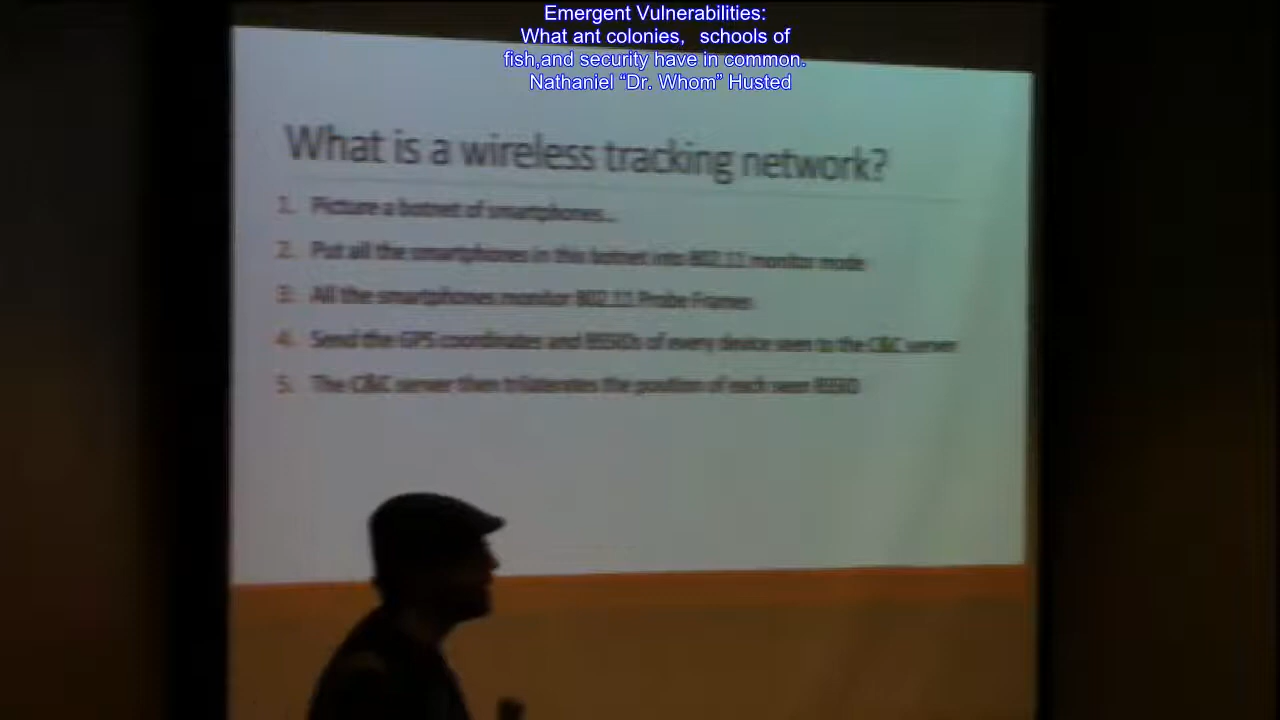 Emergent Vulnerabilities:
What ant colonies, schools of
fish,and security have in common.
Nathaniel “Dr. Whom” Husted
What is a wireless tracking network?
1. Picture a botnet of smartphones...
2. Put all the smartphones in this botnet into 802.11 monitor mode
3. All the smartphones monitor 802.11 Probe Frames
4. Send the GPS coordinates and BSSIDs of every device seen to the C&C server
5. The C&C server then trilaterates the position of each seen BSSID